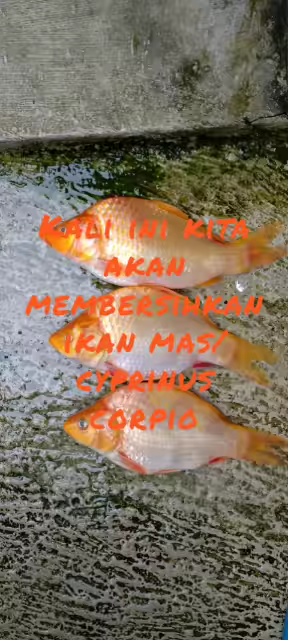 Kali ini kita
akan
membersihkan
ikan mas/
cyprinus
corpio